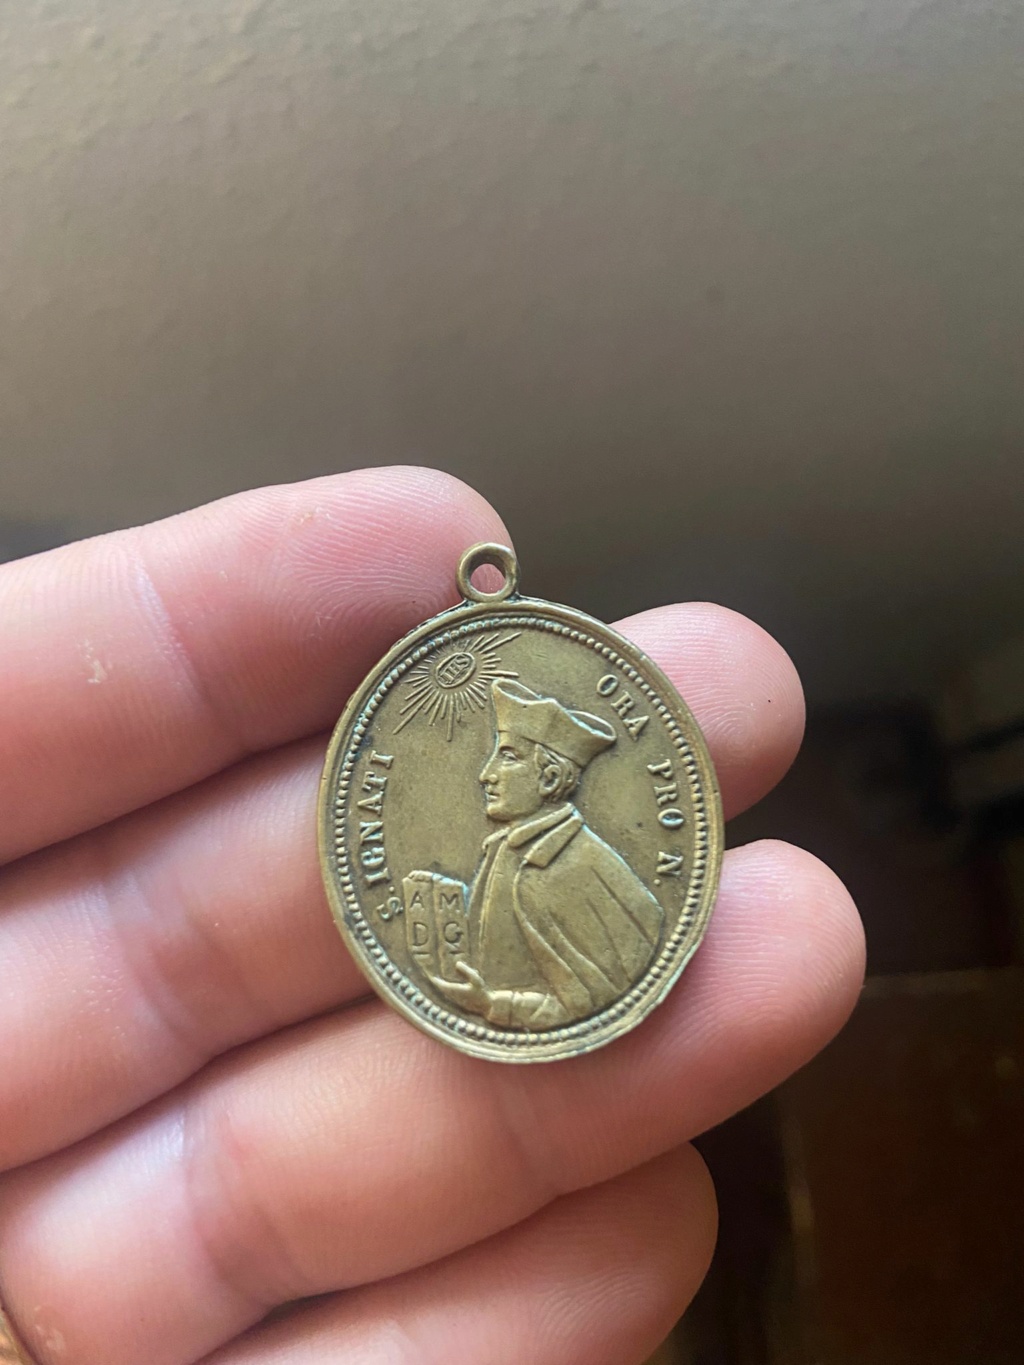 IHS
S. IGNATI
ORA PRO N.
A M
D G